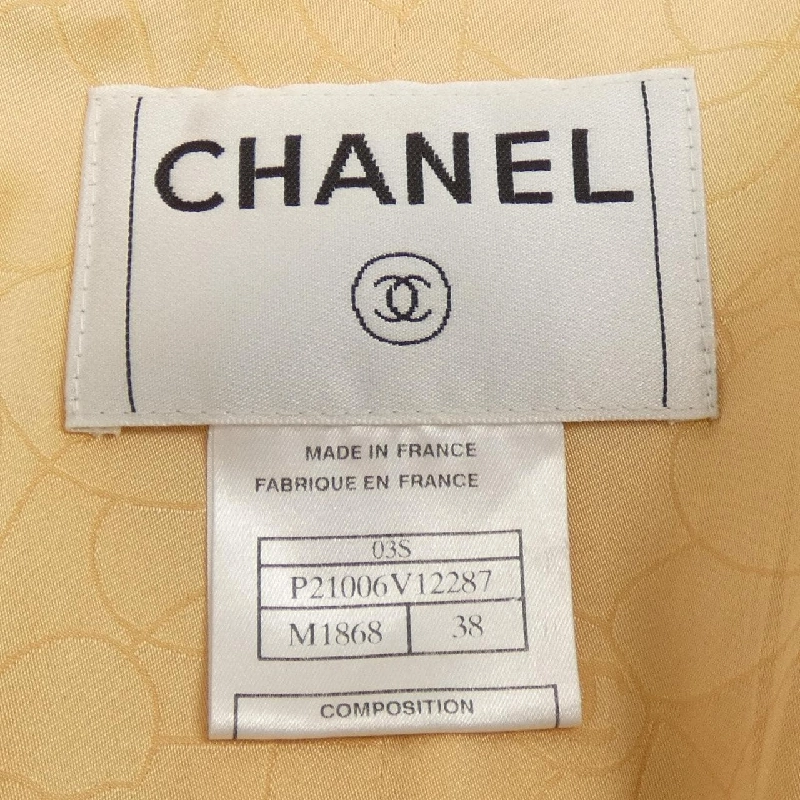 CHANEL
MADE IN FRANCE
FABRIQUE EN FRANCE
03S
P21006V12287
M1868 38
COMPOSITION